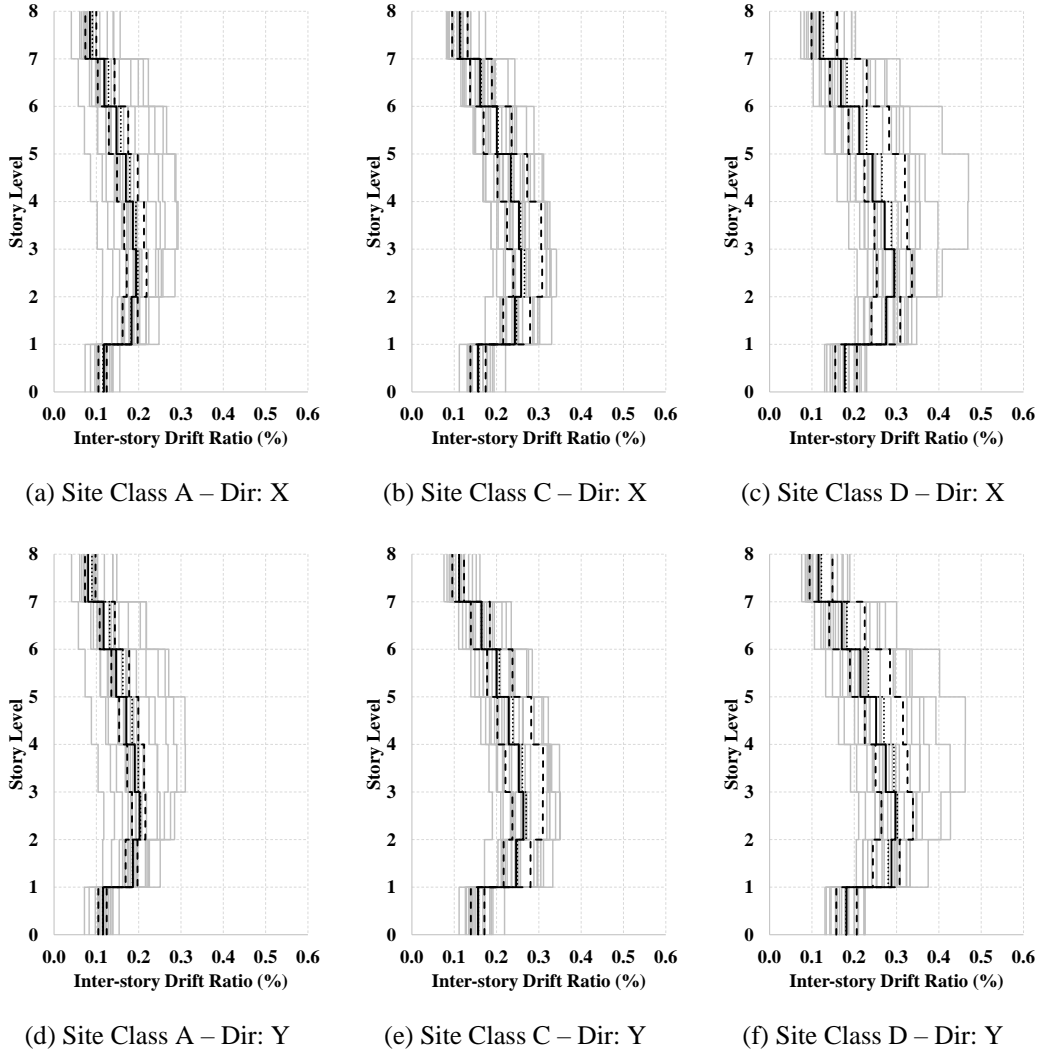 8
7
6
5
4
3
2
1
0
Story Level
0.0 0.1 0.2 0.3 0.4 0.5 0.6
Inter-story Drift Ratio (%)
(a) Site Class A – Dir: X
8
7
6
5
4
3
2
1
0
Story Level
0.0 0.1 0.2 0.3 0.4 0.5 0.6
Inter-story Drift Ratio (%)
(b) Site Class C – Dir: X
8
7
6
5
4
3
2
1
0
Story Level
0.0 0.1 0.2 0.3 0.4 0.5 0.6
Inter-story Drift Ratio (%)
(c) Site Class D – Dir: X
8
7
6
5
4
3
2
1
0
Story Level
0.0 0.1 0.2 0.3 0.4 0.5 0.6
Inter-story Drift Ratio (%)
(d) Site Class A – Dir: Y
8
7
6
5
4
3
2
1
0
Story Level
0.0 0.1 0.2 0.3 0.4 0.5 0.6
Inter-story Drift Ratio (%)
(e) Site Class C – Dir: Y
8
7
6
5
4
3
2
1
0
Story Level
0.0 0.1 0.2 0.3 0.4 0.5 0.6
Inter-story Drift Ratio (%)
(f) Site Class D – Dir: Y